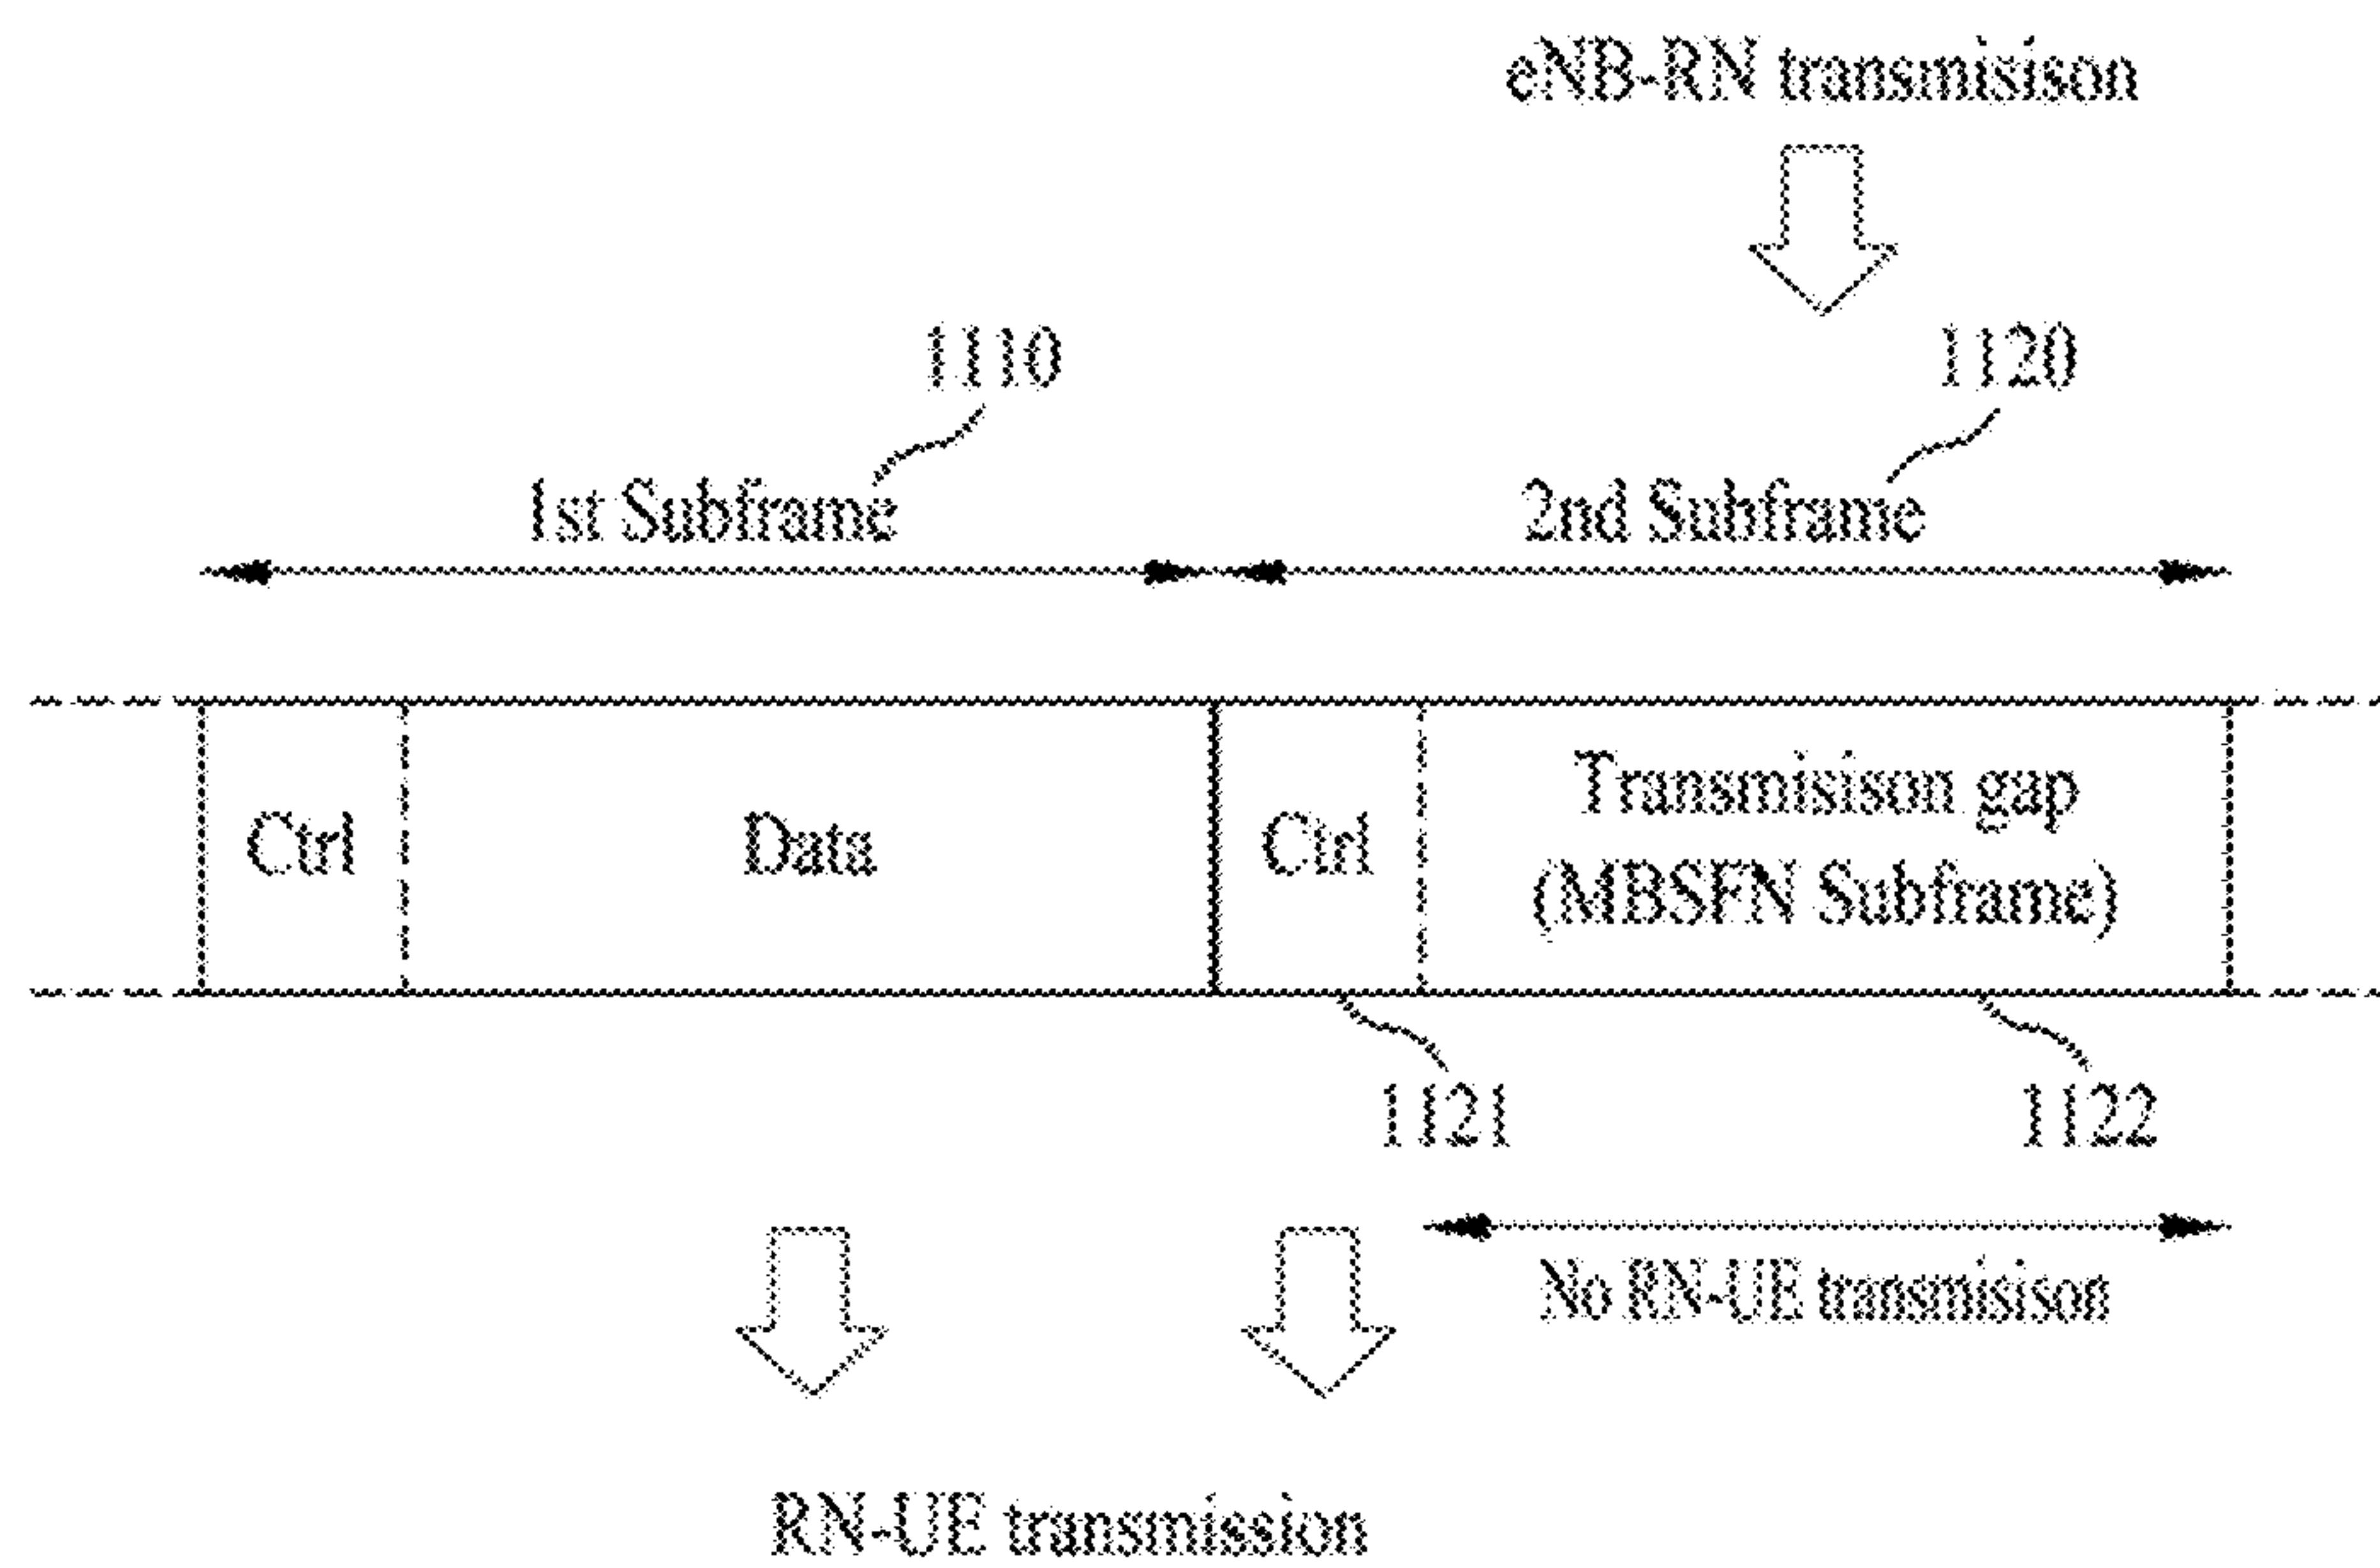 eNB-RN transmisison
1110
1120
1st Subframe
2nd Subframe
Ctrl
Data
Ctrl
Transmisison gap
(MBSFN Subframe)
1121
1122
No RN-UE transmisison
RN-UE transmission